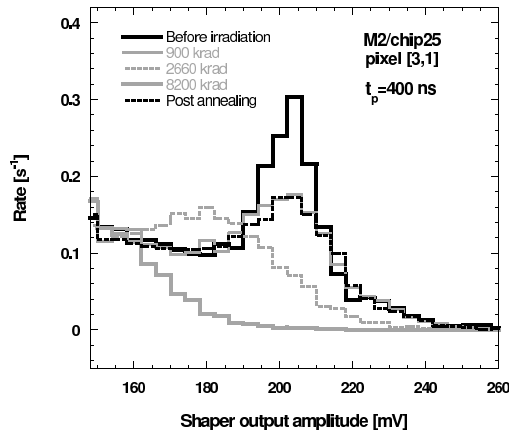 0.4
0.3
0.2
0.1
0
Rate [s-1]
Before irradiation
900 krad
2660 krad
8200 krad
Post annealing
M2/chip25
pixel [3,1]
tp=400 ns
160 180 200 220 240 260
Shaper output amplitude [mV]